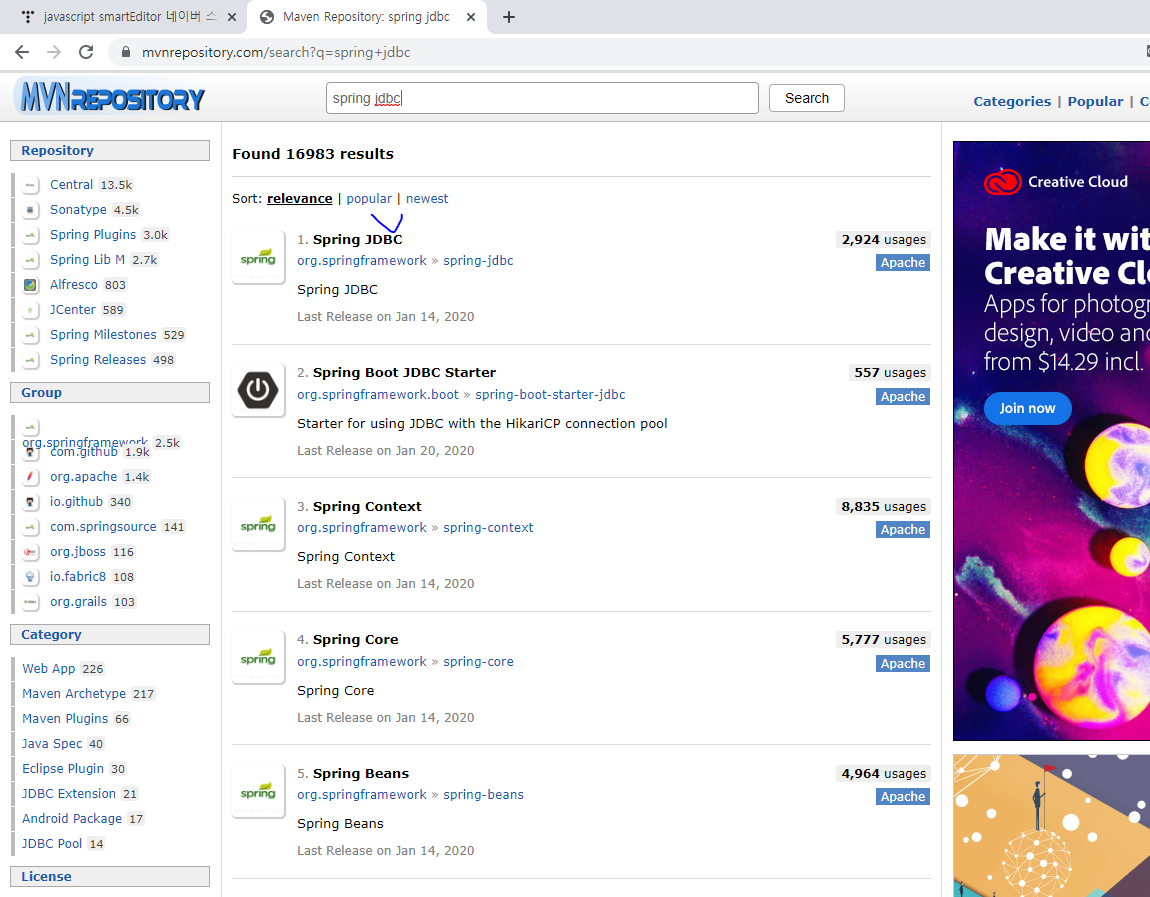 javascript smartEditor 네이버 스
Maven Repository: spring jdbc
mvnrepository.com/search?q=spring+jdbc
MVNREPOSITORY
spring jdbc
Search
Categories | Popular |
Repository
Central 13.5k
Sonatype 4.5k
Spring Plugins 3.0k
Spring Lib M 2.7k
Alfresco 803
JCenter 589
Spring Milestones 529
Spring Releases 498
Group
org.springframework 2.5k
com.github 1.9k
org.apache 1.4k
io.github 340
com.springsource 141
org.jboss 116
io.fabric8 108
org.grails 103
Category
Web App 226
Maven Archetype 217
Maven Plugins 66
Java Spec 40
Eclipse Plugin 30
JDBC Extension 21
Android Package 17
JDBC Pool 14
License
Found 16983 results
Sort: relevance | popular | newest
spring
1. Spring JDBC
2,924 usages
org.springframework » spring-jdbc
Apache
Spring JDBC
Last Release on Jan 14, 2020
2. Spring Boot JDBC Starter
557 usages
org.springframework.boot » spring-boot-starter-jdbc
Apache
Starter for using JDBC with the HikariCP connection pool
Last Release on Jan 20, 2020
spring
3. Spring Context
8,835 usages
org.springframework » spring-context
Apache
Spring Context
Last Release on Jan 14, 2020
spring
4. Spring Core
5,777 usages
org.springframework » spring-core
Apache
Spring Core
Last Release on Jan 14, 2020
spring
5. Spring Beans
4,964 usages
org.springframework » spring-beans
Apache
Spring Beans
Last Release on Jan 14, 2020
Creative Cloud
Make it wit
Creative Cl
Apps for photogr
design, video and
from $14.29 incl.
Join now